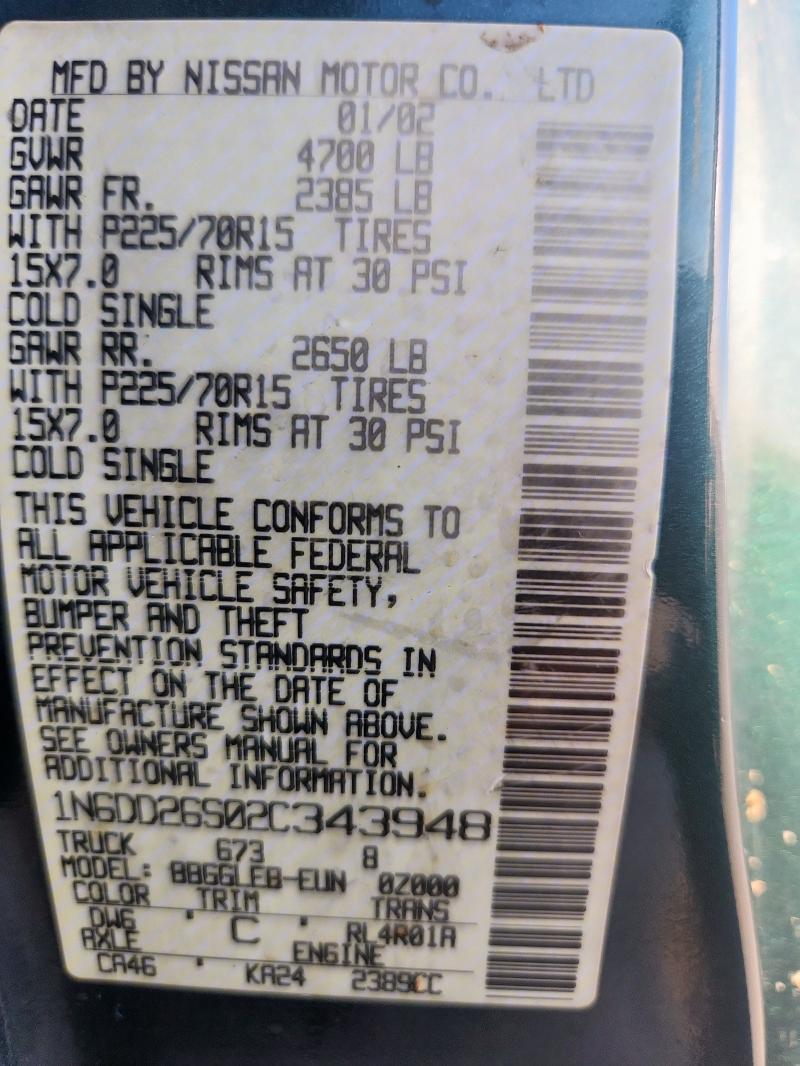 MFD BY NISSAN MOTOR CO. LTD
DATE 01/02
GVWR 4700 LB
GAWR FR. 2385 LB
WITH P225/70R15 TIRES
15X7.0 RIMS AT 30 PSI
COLD SINGLE
GAWR RR. 2650 LB
WITH P225/70R15 TIRES
15X7.0 RIMS AT 30 PSI
COLD SINGLE
THIS VEHICLE CONFORMS TO
ALL APPLICABLE FEDERAL
MOTOR VEHICLE SAFETY,
BUMPER AND THEFT
PREVENTION STANDARDS IN
EFFECT ON THE DATE OF
MANUFACTURE SHOWN ABOVE.
SEE OWNERS MANUAL FOR
ADDITIONAL INFORMATION.
1N6DD26S02C343948
TRUCK 673 8
MODEL: BBGGLEB-EUN 0Z000
COLOR TRIM TRANS
DW6 C RL4R01A
AXLE ENGINE
CA46 KA24 2389CC